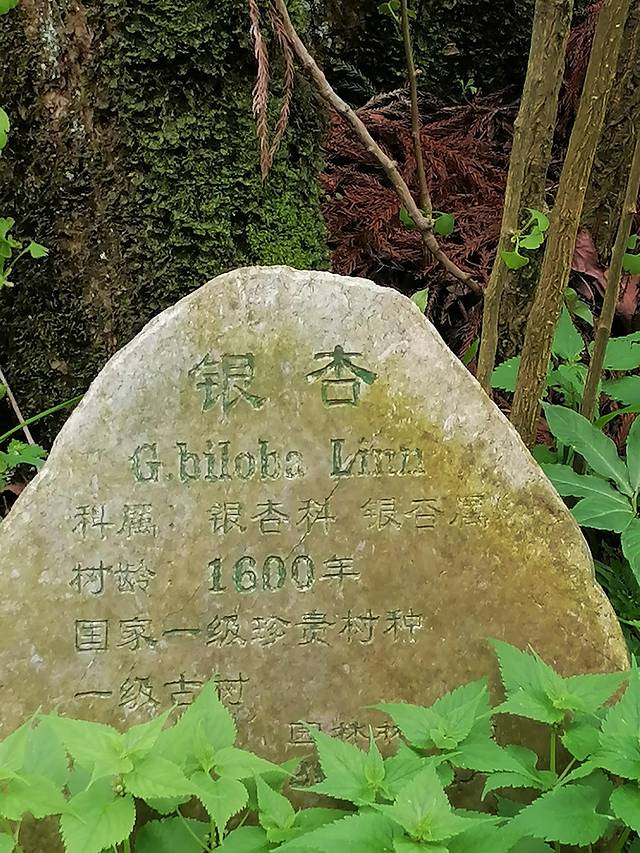 银杏
G.biloba Linn
科属：银杏科 银杏属
树龄：1600年
国家一级珍贵树种
一级古树